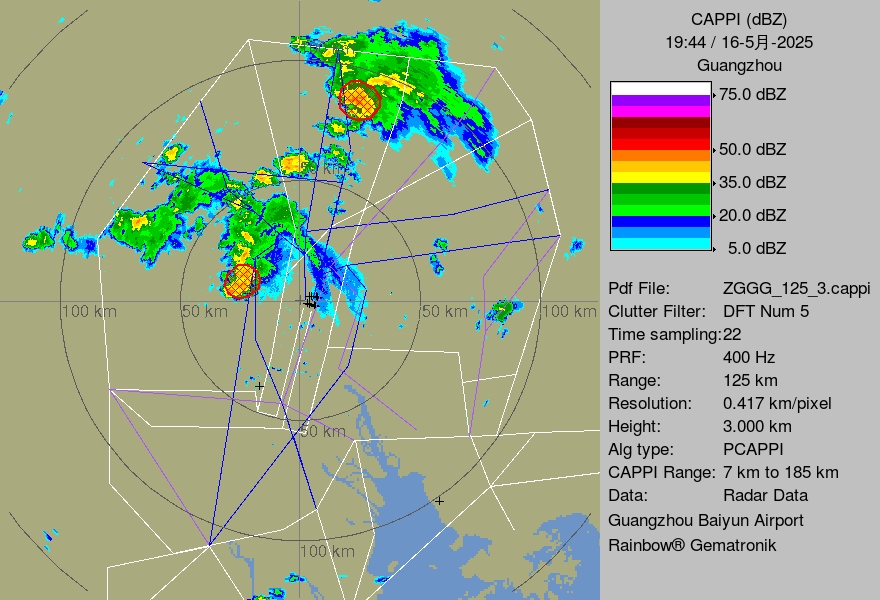 CAPPI (dBZ)
19:44 / 16-5月-2025
Guangzhou
75.0 dBZ
50.0 dBZ
35.0 dBZ
20.0 dBZ
5.0 dBZ
50 km
100 km
50 km
50 km
100 km
50 km
100 km
Pdf File: ZGGG_125_3.cappi
Clutter Filter: DFT Num 5
Time sampling:22
PRF: 400 Hz
Range: 125 km
Resolution: 0.417 km/pixel
Height: 3.000 km
Alg type: PCAPPI
CAPPI Range: 7 km to 185 km
Data: Radar Data
Guangzhou Baiyun Airport
Rainbow® Gematronik